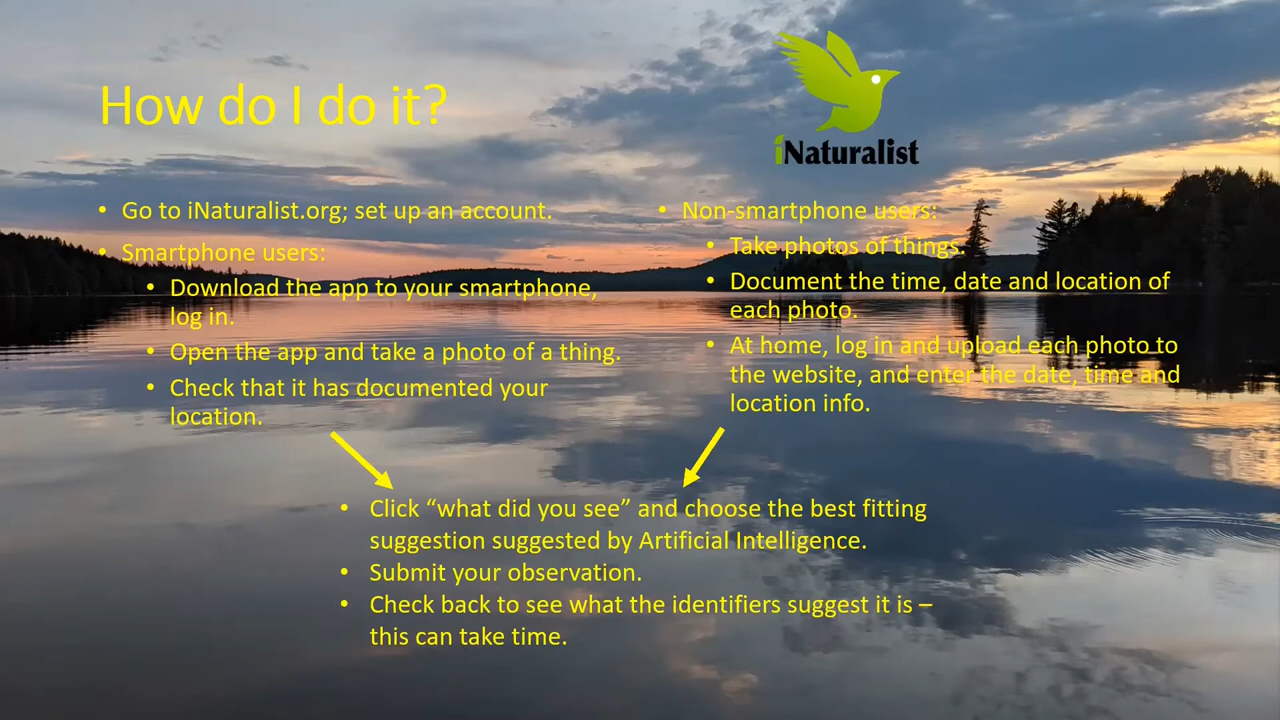 How do I do it?
iNaturalist
• Go to iNaturalist.org; set up an account.
• Smartphone users:
• Download the app to your smartphone,
log in.
• Open the app and take a photo of a thing.
• Check that it has documented your
location.
• Non-smartphone users:
• Take photos of things.
• Document the time, date and location of
each photo.
• At home, log in and upload each photo to
the website, and enter the date, time and
location info.
• Click “what did you see” and choose the best fitting
suggestion suggested by Artificial Intelligence.
• Submit your observation.
• Check back to see what the identifiers suggest it is –
this can take time.